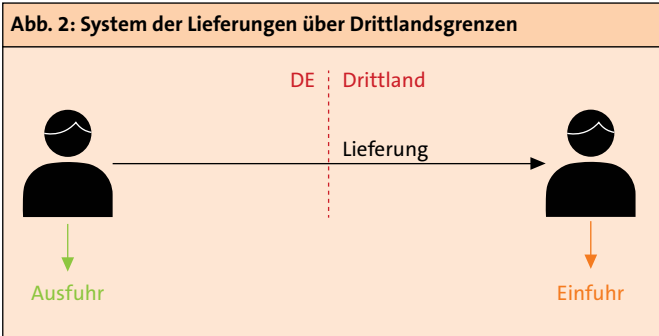 Abb. 2: System der Lieferungen über Drittlandsgrenzen
DE Drittland
Lieferung
Ausfuhr Einfuhr